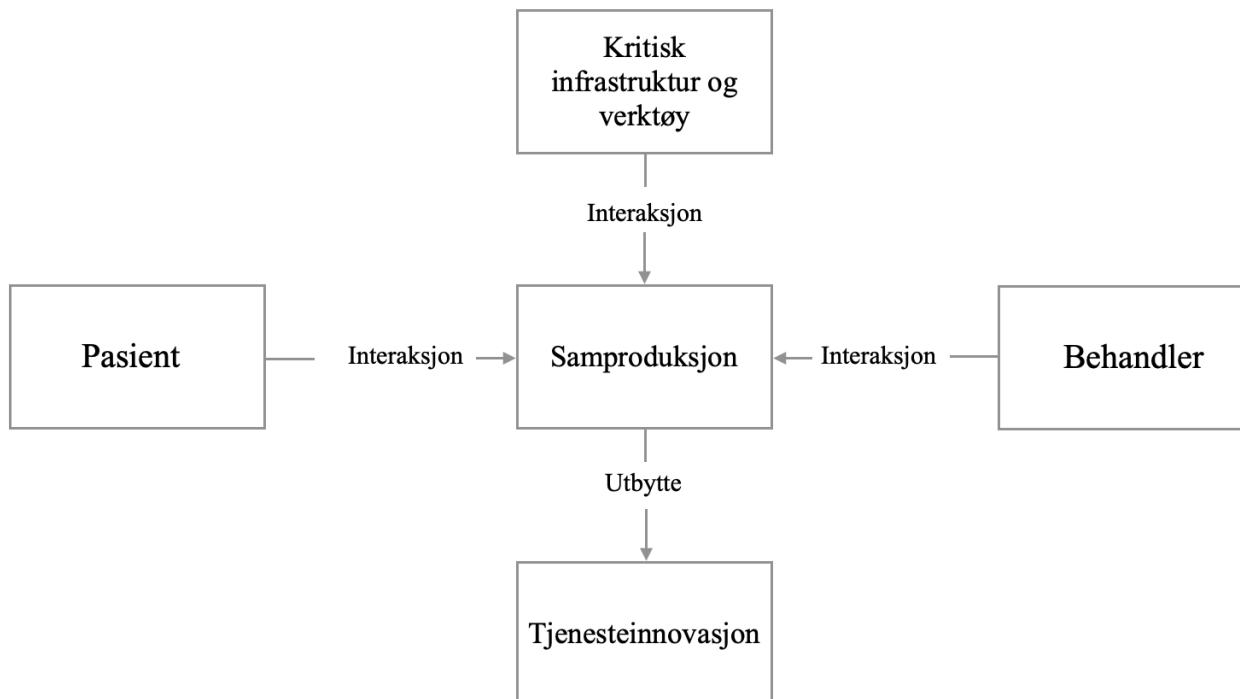 Kritisk
infrastruktur og
verktøy
Interaksjon
Pasient
Interaksjon
Samproduksjon
Interaksjon
Behandler
Utbytte
Tjenesteinnovasjon